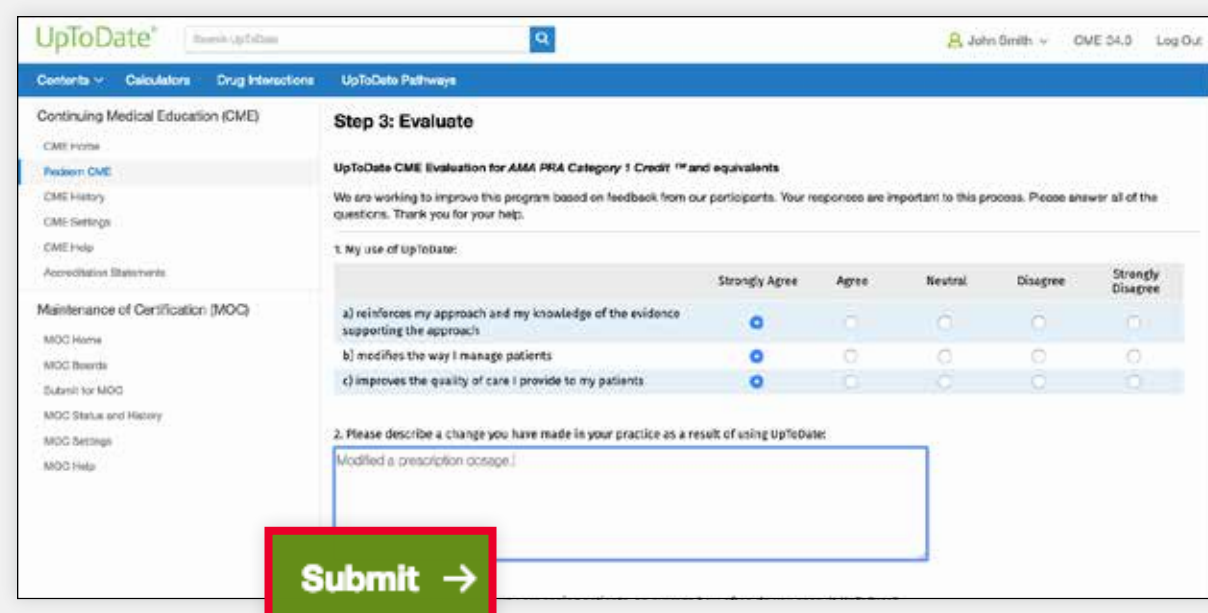 UpToDate®
Search UpToDate
John Smith
CME 34.0
Log Out
Contents
Calculators
Drug Interactions
UpToDate Pathways
Continuing Medical Education (CME)
CME Home
Redeem CME
CME History
CME Settings
CME Help
Accreditation Statements
Maintenance of Certification (MOC)
MOC Home
MOC Boards
Submit for MOC
MOC Status and History
MOC Settings
MOC Help
Step 3: Evaluate
UpToDate CME Evaluation for AMA PRA Category 1 Credit ™ and equivalents
We are working to improve this program based on feedback from our participants. Your responses are important to this process. Please answer all of the
questions. Thank you for your help.
1. My use of UpToDate:
Strongly Agree Agree Neutral Disagree Strongly
Disagree
a) reinforces my approach and my knowledge of the evidence
supporting the approach
b) modifies the way I manage patients
c) improves the quality of care I provide to my patients
2. Please describe a change you have made in your practice as a result of using UpToDate:
Modified a prescription dosage.
Submit →